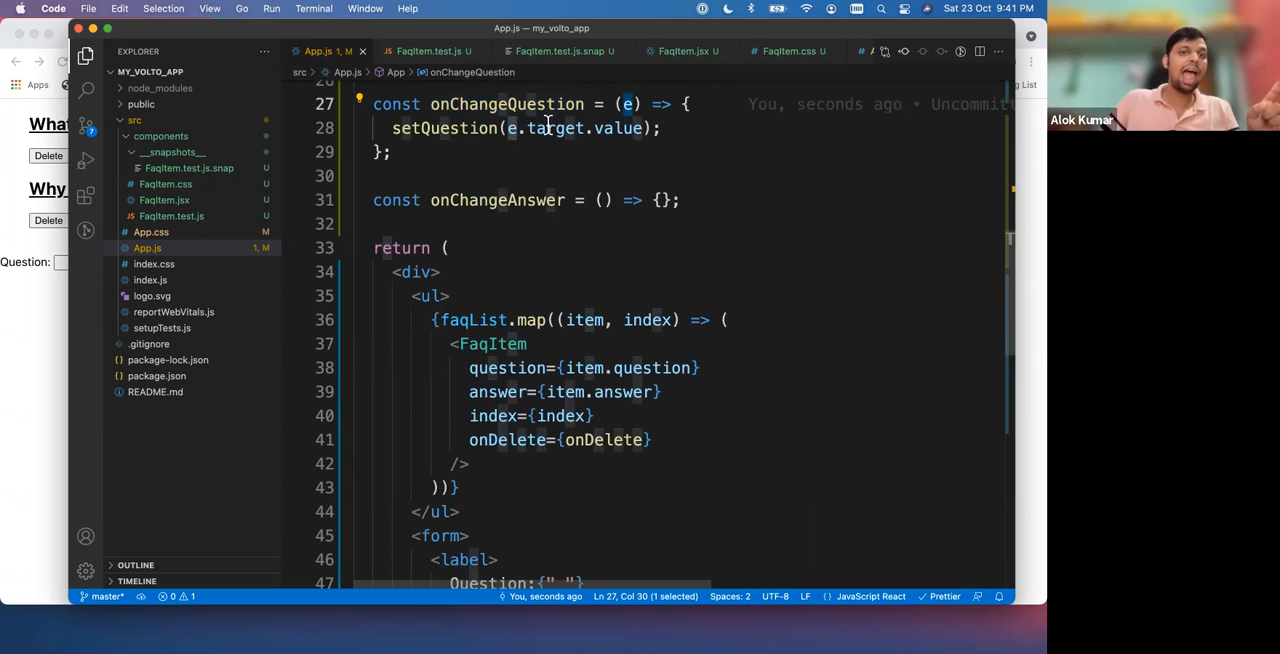 Code File Edit Selection View Go Run Terminal Window Help
Sat 23 Oct 9:41 PM
App.js — my_volto_app
Apps
What
Delete
Why
Delete
Question:
EXPLORER
MY_VOLTO_APP
node_modules
public
src
components
__snapshots__
FaqItem.test.js.snap U
FaqItem.css U
FaqItem.jsx U
FaqItem.test.js U
App.css M
App.js 1, M
index.css
index.js
logo.svg
reportWebVitals.js
setupTests.js
.gitignore
package-lock.json
package.json
README.md
OUTLINE
TIMELINE
7
App.js 1, M
FaqItem.test.js U
FaqItem.test.js.snap U
FaqItem.jsx U
FaqItem.css U
src > App.js > App > onChangeQuestion
27 const onChangeQuestion = (e) => { You, seconds ago • Uncommitt
28 setQuestion(e.target.value);
29 };
30
31 const onChangeAnswer = () => {};
32
33 return (
34 <div>
35 <ul>
36 {faqList.map((item, index) => (
37 <FaqItem
38 question={item.question}
39 answer={item.answer}
40 index={index}
41 onDelete={onDelete}
42 />
43 ))}
44 </ul>
45 <form>
46 <label>
47 Question:{" "}
master* 0 1
You, seconds ago Ln 27, Col 30 (1 selected) Spaces: 2 UTF-8 LF {} JavaScript React Prettier
ng List
Alok Kumar